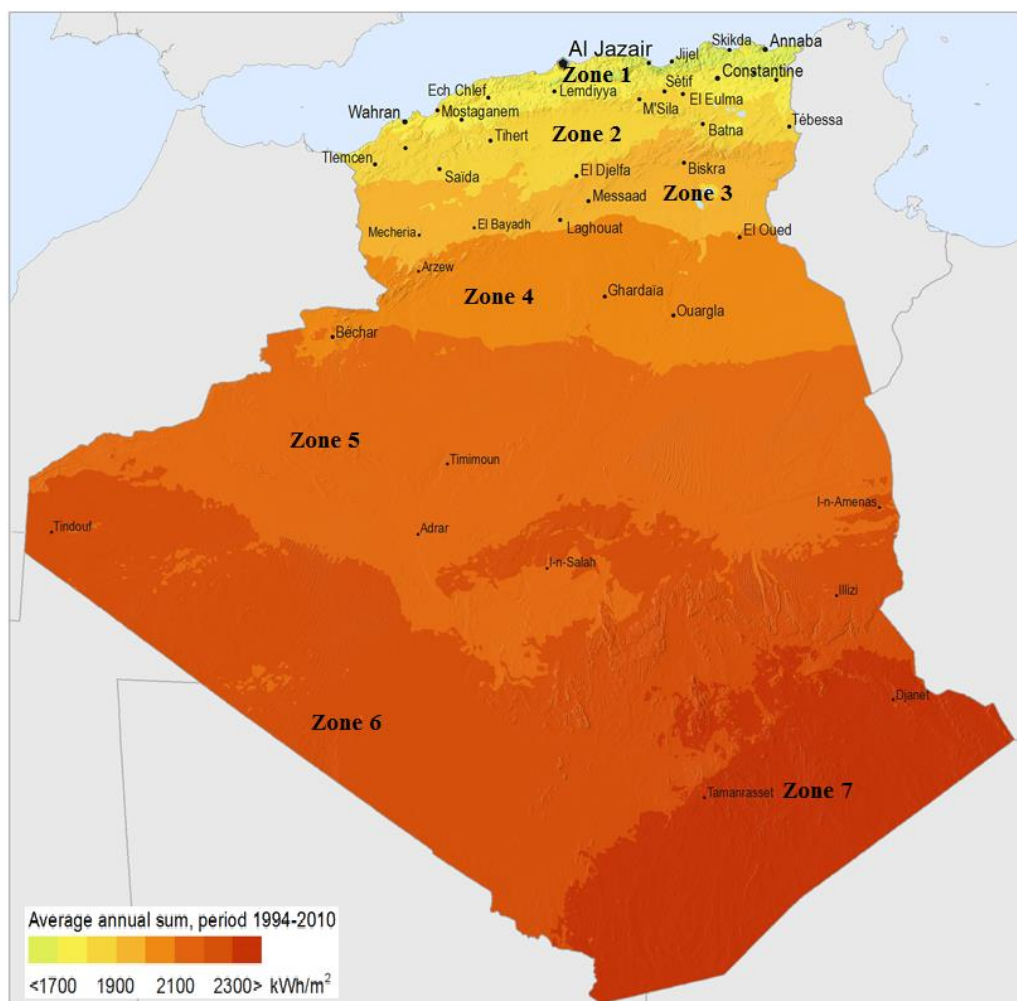 Skikda
Annaba
Al Jazair
Jijel
Zone 1
Constantine
Sétif
Ech Chlef
Lemdiyya
El Eulma
M'Sila
Mostaganem
Wahran
Zone 2
Batna
Tébessa
Tihert
Tlemcen
Saïda
El Djelfa
Biskra
Messaad
Zone 3
Mecheria
El Bayadh
Laghouat
El Oued
Arzew
Zone 4
Ghardaïa
Ouargla
Béchar
Zone 5
Timimoun
I-n-Amenas
Tindouf
Adrar
I-n-Salah
Illizi
Djanet
Zone 6
Tamanrasset
Zone 7
Average annual sum, period 1994-2010
<1700 1900 2100 2300> kWh/m²